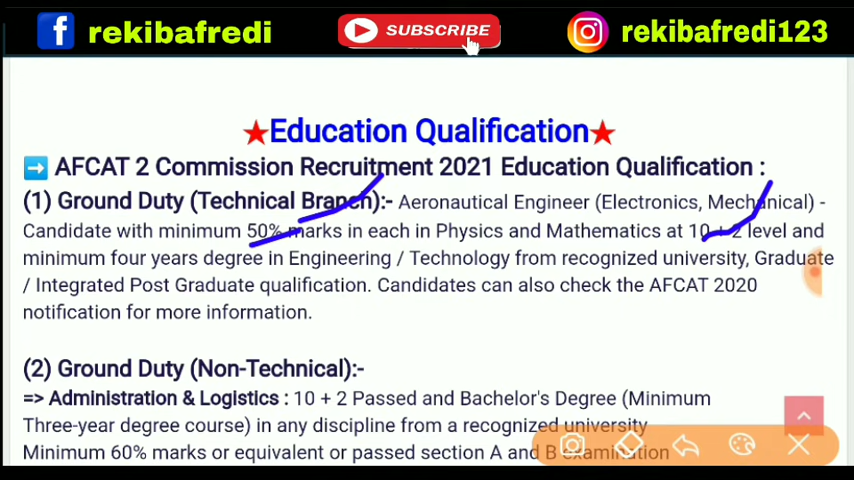 rekibafredi
SUBSCRIBE
rekibafredi123
Education Qualification
AFCAT 2 Commission Recruitment 2021 Education Qualification :
(1) Ground Duty (Technical Branch):- Aeronautical Engineer (Electronics, Mechanical) -
Candidate with minimum 50% marks in each in Physics and Mathematics at 10 + 2 level and
minimum four years degree in Engineering / Technology from recognized university, Graduate
/ Integrated Post Graduate qualification. Candidates can also check the AFCAT 2020
notification for more information.
(2) Ground Duty (Non-Technical):-
=> Administration & Logistics : 10 + 2 Passed and Bachelor's Degree (Minimum
Three-year degree course) in any discipline from a recognized university
Minimum 60% marks or equivalent or passed section A and B examination